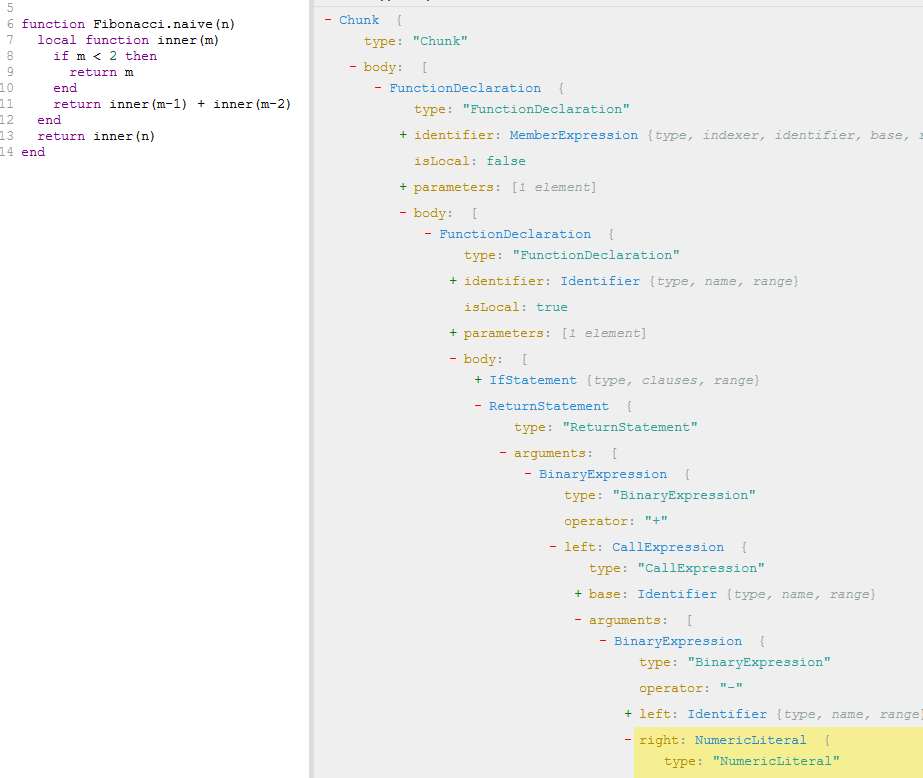 5
6 function Fibonacci.naive(n)
7 local function inner(m)
8 if m < 2 then
9 return m
10 end
11 return inner(m-1) + inner(m-2)
12 end
13 return inner(n)
14 end
- Chunk {
type: "Chunk"
- body: [
- FunctionDeclaration {
type: "FunctionDeclaration"
+ identifier: MemberExpression {type, indexer, identifier, base,
isLocal: false
+ parameters: [1 element]
- body: [
- FunctionDeclaration {
type: "FunctionDeclaration"
+ identifier: Identifier {type, name, range}
isLocal: true
+ parameters: [1 element]
- body: [
+ IfStatement {type, clauses, range}
- ReturnStatement {
type: "ReturnStatement"
- arguments: [
- BinaryExpression {
type: "BinaryExpression"
operator: "+"
- left: CallExpression {
type: "CallExpression"
+ base: Identifier {type, name, range}
- arguments: [
- BinaryExpression {
type: "BinaryExpression"
operator: "-"
+ left: Identifier {type, name, range}
- right: NumericLiteral {
type: "NumericLiteral"